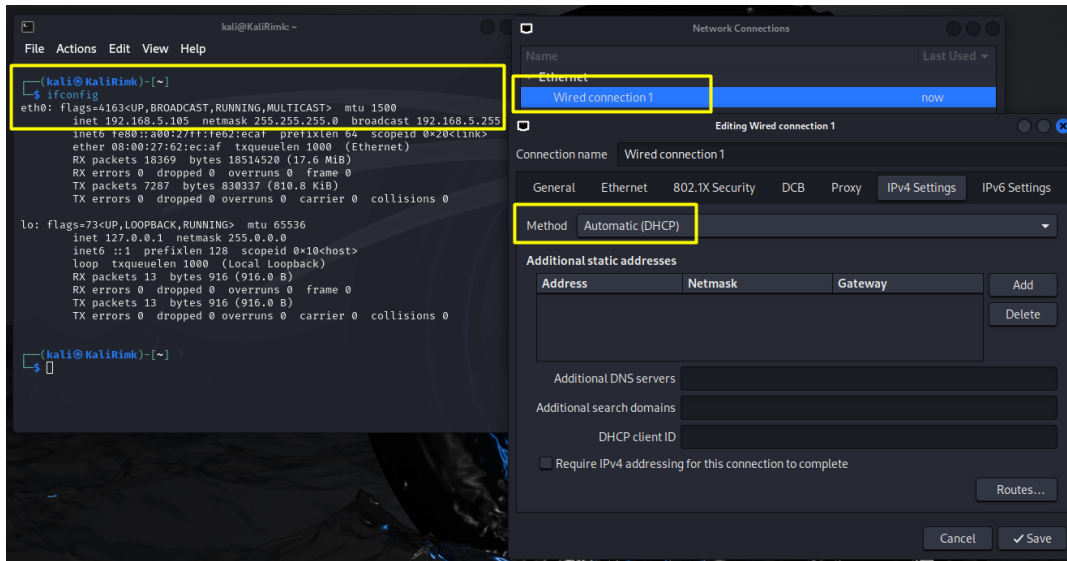 kali@KaliRimk: ~
File Actions Edit View Help
┌──(kali㉿KaliRimk)-[~]
└─$ ifconfig
eth0: flags=4163<UP,BROADCAST,RUNNING,MULTICAST> mtu 1500
inet 192.168.5.105 netmask 255.255.255.0 broadcast 192.168.5.255
inet6 fe80::a00:27ff:fe62:ecaf prefixlen 64 scopeid 0×20<link>
ether 08:00:27:62:ec:af txqueuelen 1000 (Ethernet)
RX packets 18369 bytes 18514520 (17.6 MiB)
RX errors 0 dropped 0 overruns 0 frame 0
TX packets 7287 bytes 830337 (810.8 KiB)
TX errors 0 dropped 0 overruns 0 carrier 0 collisions 0
lo: flags=73<UP,LOOPBACK,RUNNING> mtu 65536
inet 127.0.0.1 netmask 255.0.0.0
inet6 ::1 prefixlen 128 scopeid 0×10<host>
loop txqueuelen 1000 (Local Loopback)
RX packets 13 bytes 916 (916.0 B)
RX errors 0 dropped 0 overruns 0 frame 0
TX packets 13 bytes 916 (916.0 B)
TX errors 0 dropped 0 overruns 0 carrier 0 collisions 0
┌──(kali㉿KaliRimk)-[~]
└─$
Network Connections
Name Last Used
Ethernet
Wired connection 1 now
Editing Wired connection 1
Connection name Wired connection 1
General Ethernet 802.1X Security DCB Proxy IPv4 Settings IPv6 Settings
Method Automatic (DHCP)
Additional static addresses
Address Netmask Gateway
Add
Delete
Additional DNS servers
Additional search domains
DHCP client ID
Require IPv4 addressing for this connection to complete
Routes...
Cancel Save